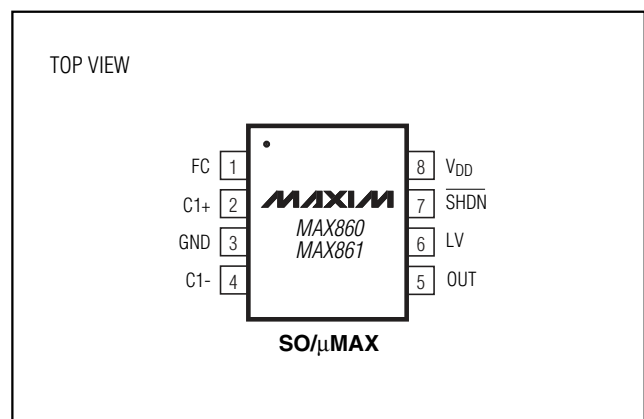 TOP VIEW
FC 1
C1+ 2
GND 3
C1- 4
MAXIM
MAX860
MAX861
8 VDD
7 SHDN
6 LV
5 OUT
SO/μMAX